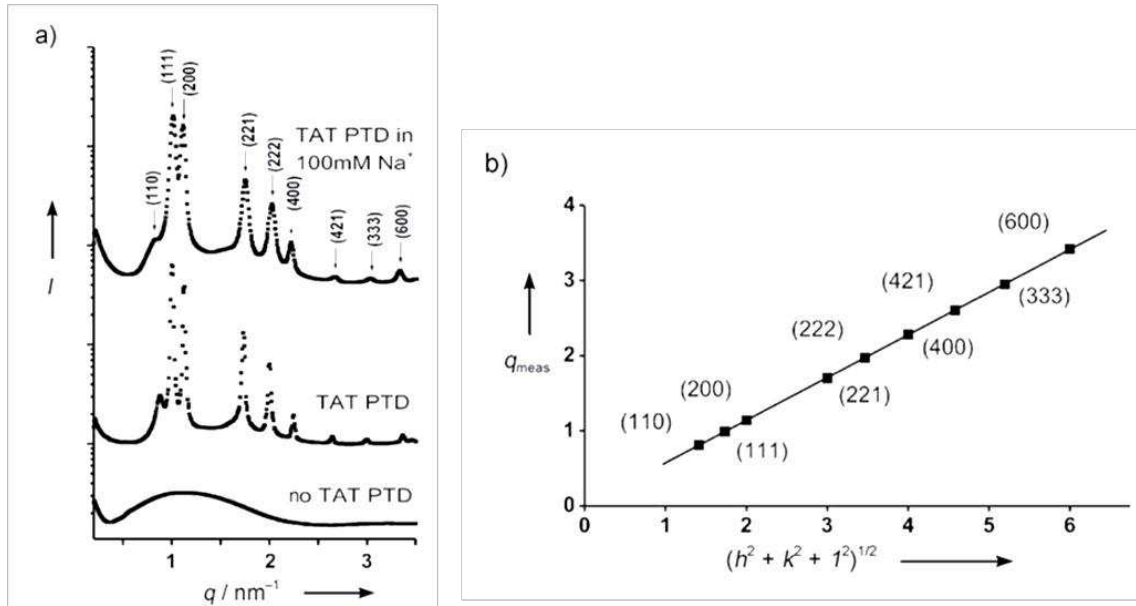 a)
(110)
(111)
(200)
(221)
(222)
(400)
(421)
(333)
(600)
TAT PTD in
100mM Na⁺
I
TAT PTD
no TAT PTD
1 2 3
q / nm⁻¹
b)
4
3
2
1
0
qmeas
(110)
(200)
(111)
(222)
(221)
(421)
(400)
(600)
(333)
0 1 2 3 4 5 6
(h² + k² + 1²)¹/²